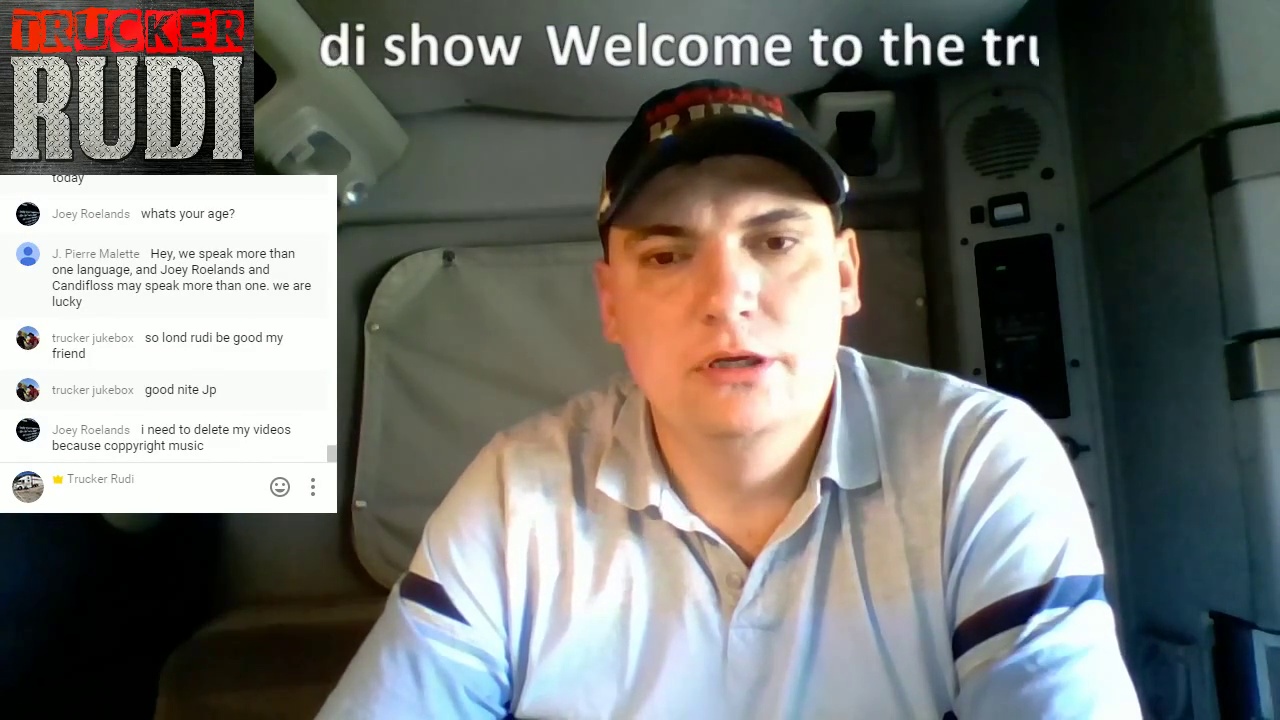 TRUCKER
RUDI
di show Welcome to the tru
today
Joey Roelands whats your age?
J. Pierre Malette Hey, we speak more than
one language, and Joey Roelands and
Candifloss may speak more than one. we are
lucky
trucker jukebox so lond rudi be good my
friend
trucker jukebox good nite Jp
Joey Roelands i need to delete my videos
because coppyright music
Trucker Rudi
RUDI